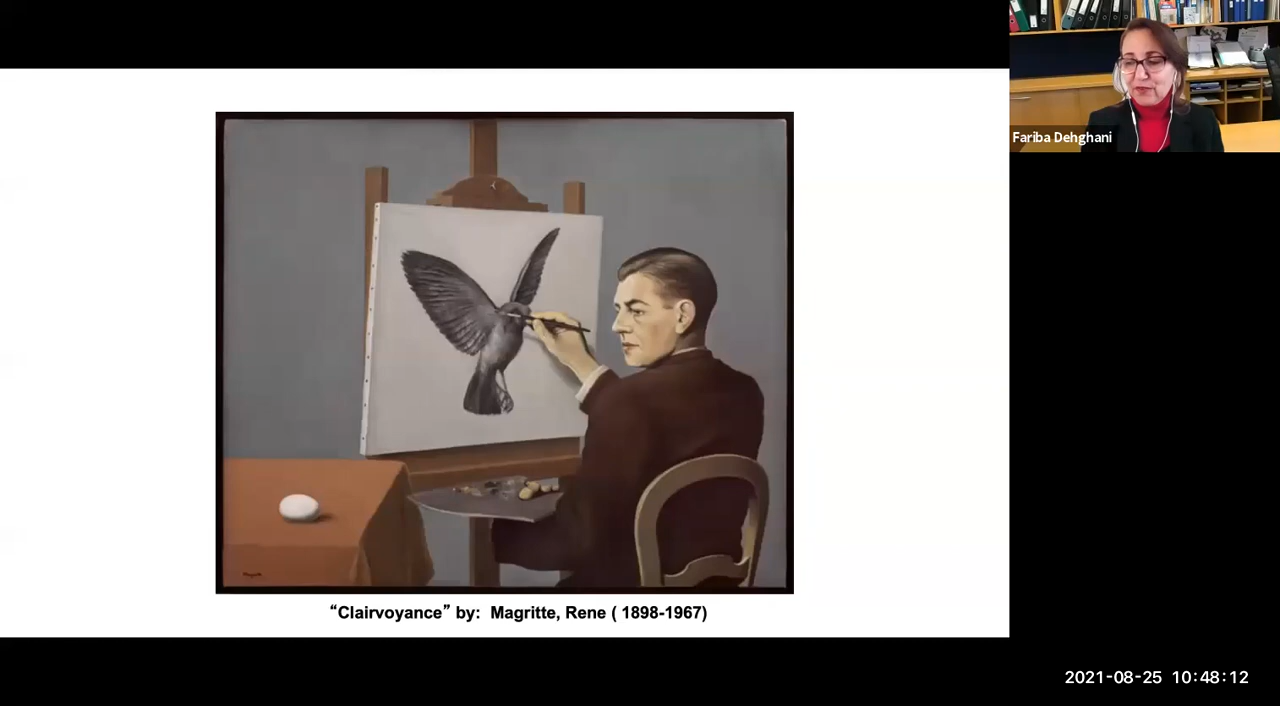 Fariba Dehghani
“Clairvoyance” by: Magritte, Rene ( 1898-1967)
2021-08-25 10:48:12